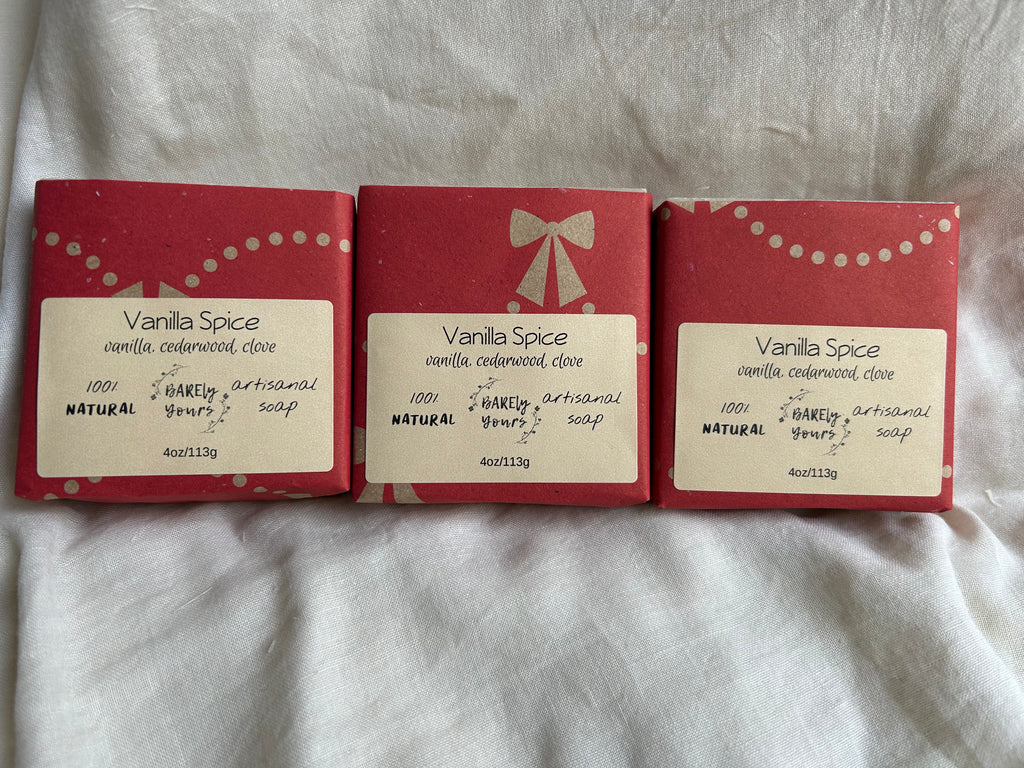 Vanilla Spice
vanilla, cedarwood, clove
100%
NATURAL
BARELY
Yours
artisanal
soap
4oz/113g
Vanilla Spice
vanilla, cedarwood, clove
100%
NATURAL
BARELY
Yours
artisanal
soap
4oz/113g
Vanilla Spice
vanilla, cedarwood, clove
100%
NATURAL
BARELY
Yours
artisanal
soap
4oz/113g